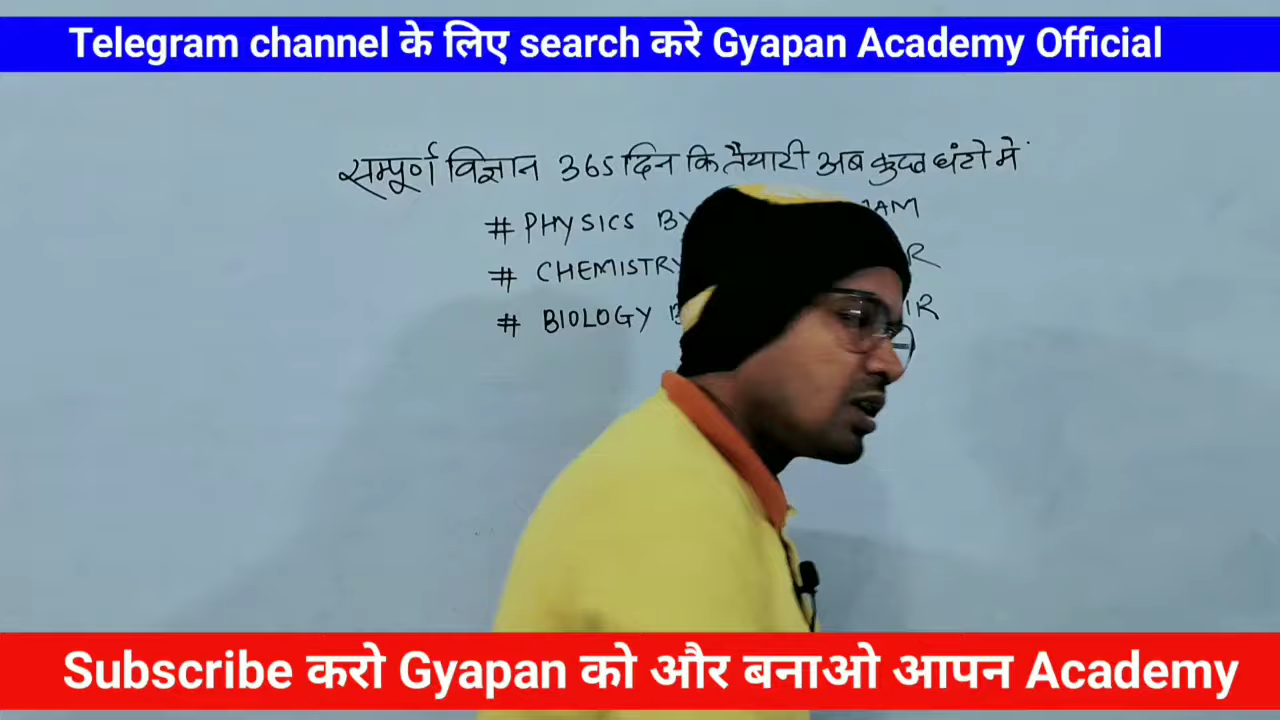 Telegram channel के लिए search करे Gyapan Academy Official
सम्पूर्ण विज्ञान 365 दिन कि तैयारी अब कुछ घंटो में
# PHYSICS BY
# CHEMISTRY
# BIOLOGY
Subscribe करो Gyapan को और बनाओ आपन Academy